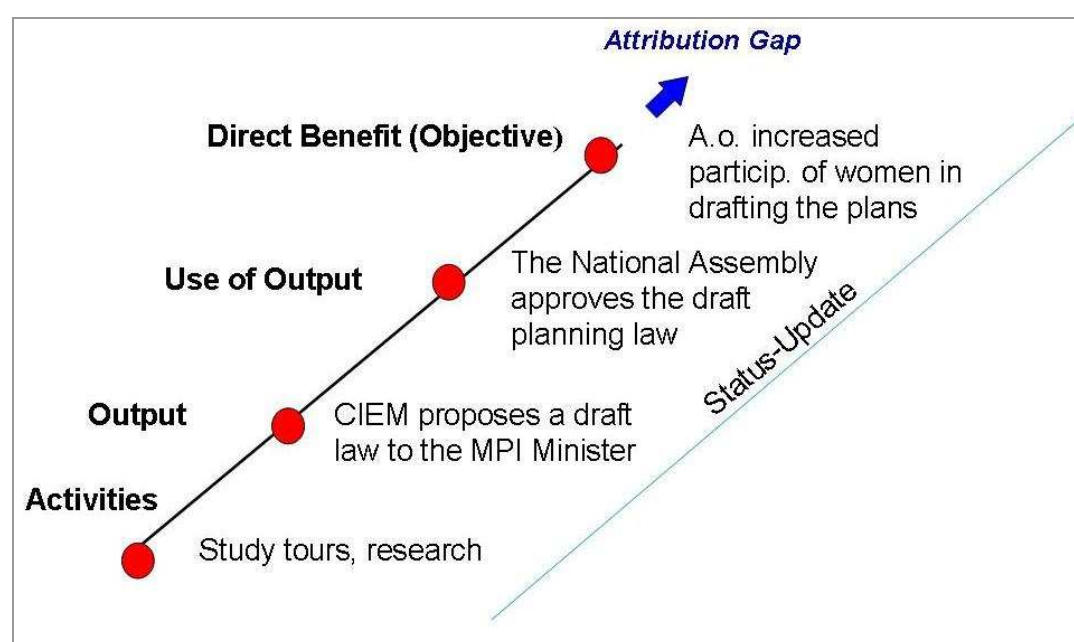 Attribution Gap
Direct Benefit (Objective)
A.o. increased
particip. of women in
drafting the plans
Use of Output
The National Assembly
approves the draft
planning law
Status-Update
Output
CIEM proposes a draft
law to the MPI Minister
Activities
Study tours, research